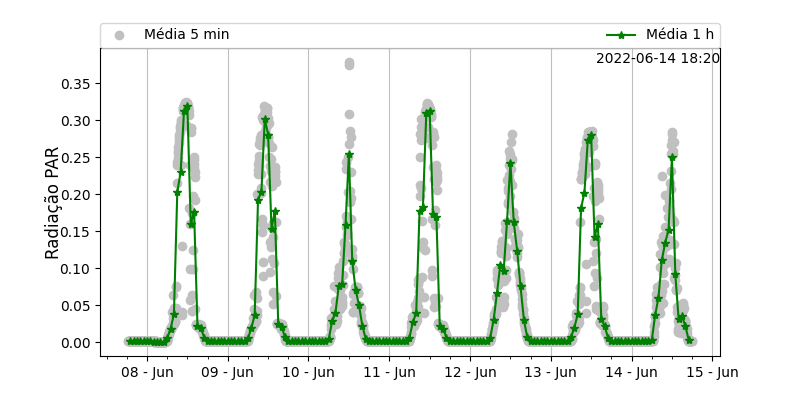 Média 5 min
Média 1 h
2022-06-14 18:20
Radiação PAR
0.35
0.30
0.25
0.20
0.15
0.10
0.05
0.00
08 - Jun
09 - Jun
10 - Jun
11 - Jun
12 - Jun
13 - Jun
14 - Jun
15 - Jun